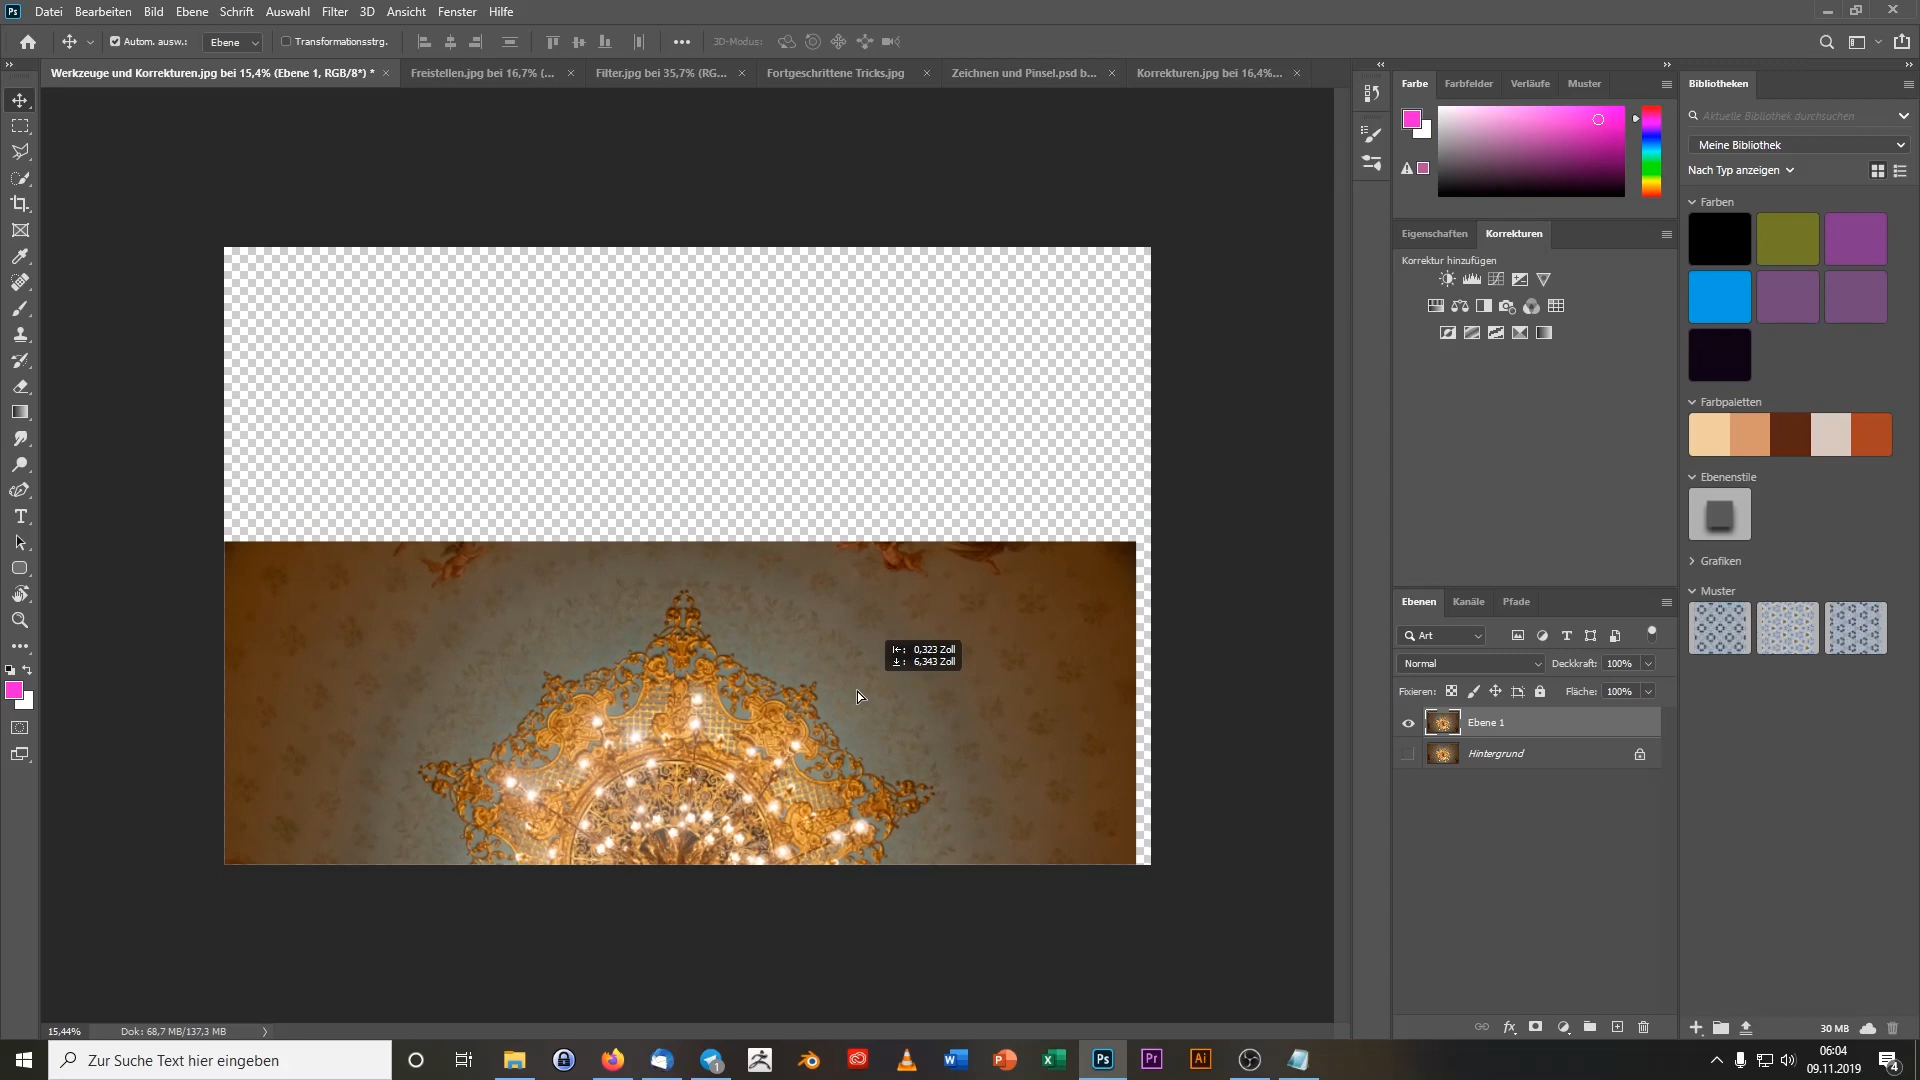 Ps Datei Bearbeiten Bild Ebene Schrift Auswahl Filter 3D Ansicht Fenster Hilfe
Autom. ausw.: Ebene Transformationsstrg. 3D-Modus:
Werkzeuge und Korrekturen.jpg bei 15,4% (Ebene 1, RGB/8*) * Freistellen.jpg bei 16,7% (... Filter.jpg bei 35,7% (RG... Fortgeschrittene Tricks.jpg Zeichnen und Pinsel.psd b... Korrekturen.jpg bei 16,4%...
Farbe Farbfelder Verläufe Muster
Bibliotheken
Aktuelle Bibliothek durchsuchen
Meine Bibliothek
Nach Typ anzeigen
Farben
Eigenschaften Korrekturen
Korrektur hinzufügen
Farbpaletten
Ebenenstile
Grafiken
Muster
Ebenen Kanäle Pfade
Art
Normal Deckkraft: 100%
Fixieren: Fläche: 100%
Ebene 1
Hintergrund
0,323 Zoll
6,343 Zoll
15,44% Dok: 68,7 MB/137,3 MB
30 MB
Zur Suche Text hier eingeben
06:04
09.11.2019